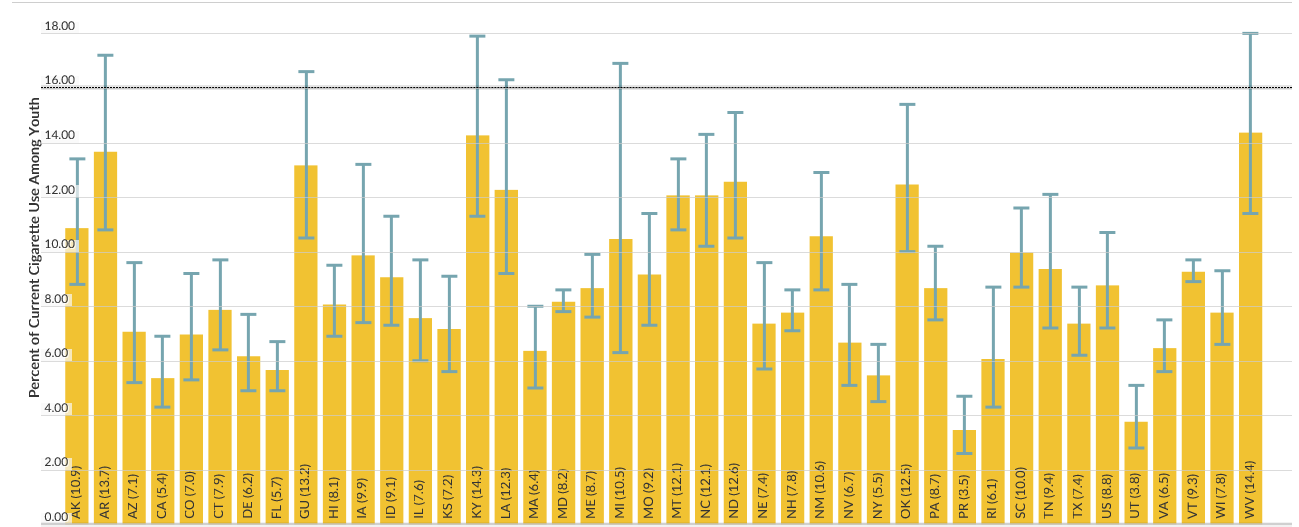 Percent of Current Cigarette Use Among Youth
18.00
16.00
14.00
12.00
10.00
8.00
6.00
4.00
2.00
0.00
AK (10.9)
AR (13.7)
AZ (7.1)
CA (5.4)
CO (7.0)
CT (7.9)
DE (6.2)
FL (5.7)
GU (13.2)
HI (8.1)
IA (9.9)
ID (9.1)
IL (7.6)
KS (7.2)
KY (14.3)
LA (12.3)
MA (6.4)
MD (8.2)
ME (8.7)
MI (10.5)
MO (9.2)
MT (12.1)
NC (12.1)
ND (12.6)
NE (7.4)
NH (7.8)
NM (10.6)
NV (6.7)
NY (5.5)
OK (12.5)
PA (8.7)
PR (3.5)
RI (6.1)
SC (10.0)
TN (9.4)
TX (7.4)
US (8.8)
UT (3.8)
VA (6.5)
VT (9.3)
WI (7.8)
WV (14.4)